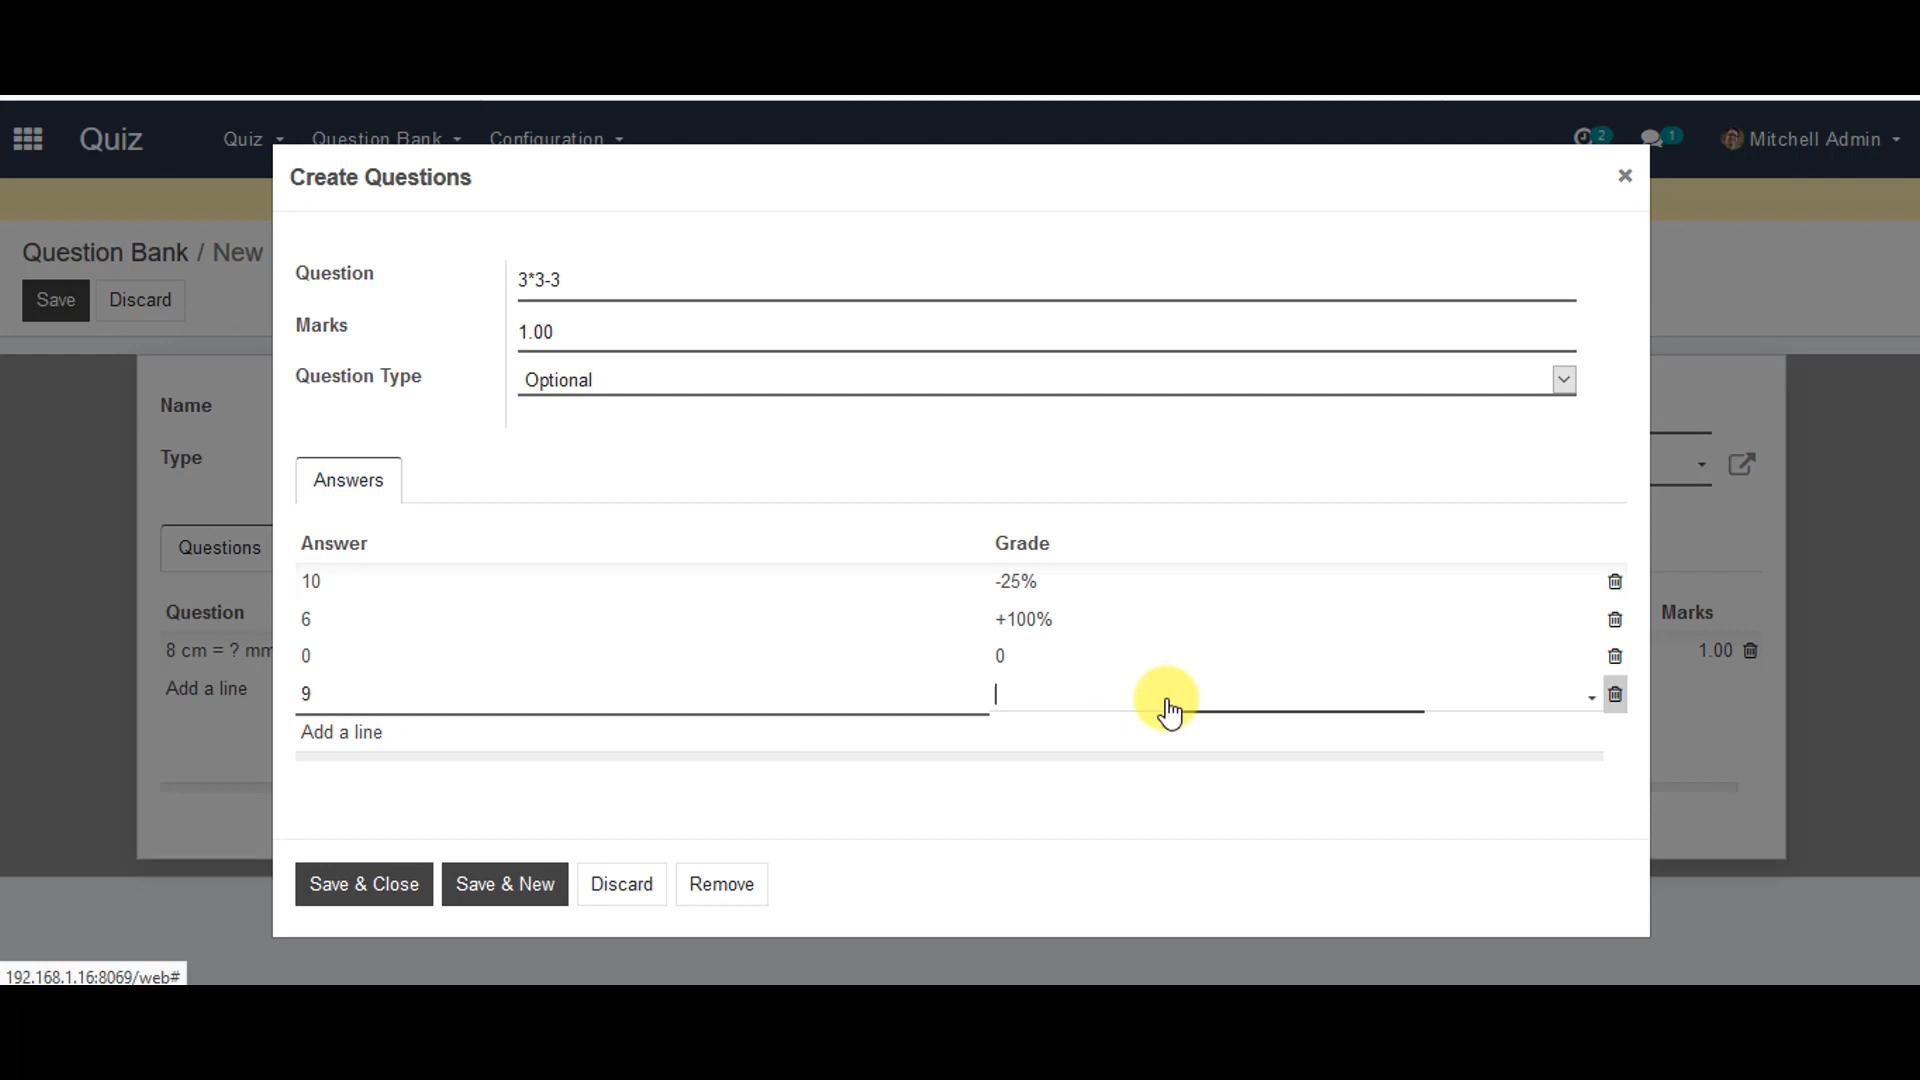 Quiz Quiz Question Bank Configuration 2 1 Mitchell Admin
Create Questions
Question Bank / New
Save Discard
Question 3*3-3
Marks 1.00
Question Type Optional
Name
Type
Answers
Questions
Answer Grade
10 -25%
Question Marks
6 +100%
8 cm = ? mm 1.00
0 0
Add a line
9
Add a line
Save & Close Save & New Discard Remove
192.168.1.16:8069/web#